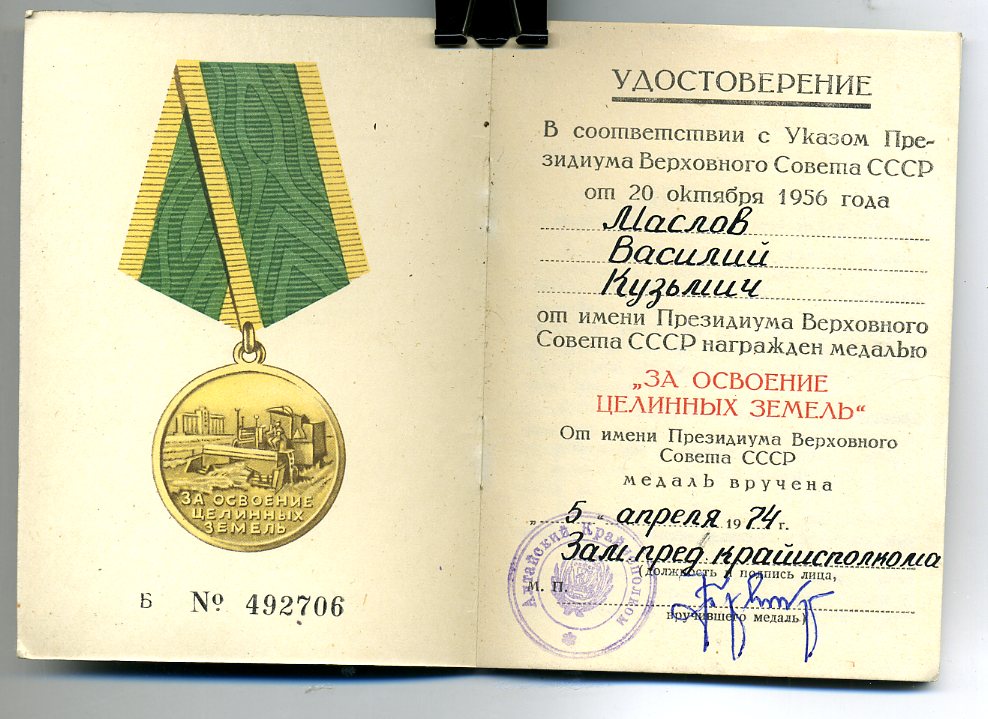 ЗА ОСВОЕНИЕ
ЦЕЛИННЫХ
ЗЕМЕЛЬ
Б № 492706
УДОСТОВЕРЕНИЕ
В соответствии с Указом Пре-
зидиума Верховного Совета СССР
от 20 октября 1956 года
Маслов
Василий
Кузьмич
от имени Президиума Верховного
Совета СССР награжден медалью
„ЗА ОСВОЕНИЕ
ЦЕЛИННЫХ ЗЕМЕЛЬ“
От имени Президиума Верховного
Совета СССР
медаль вручена
„ 5 “ апреля 1974 г.
Зам. пред. крайисполкома
(должность и подпись лица,
М. П.
вручившего медаль)
Алтайский Крайисполком